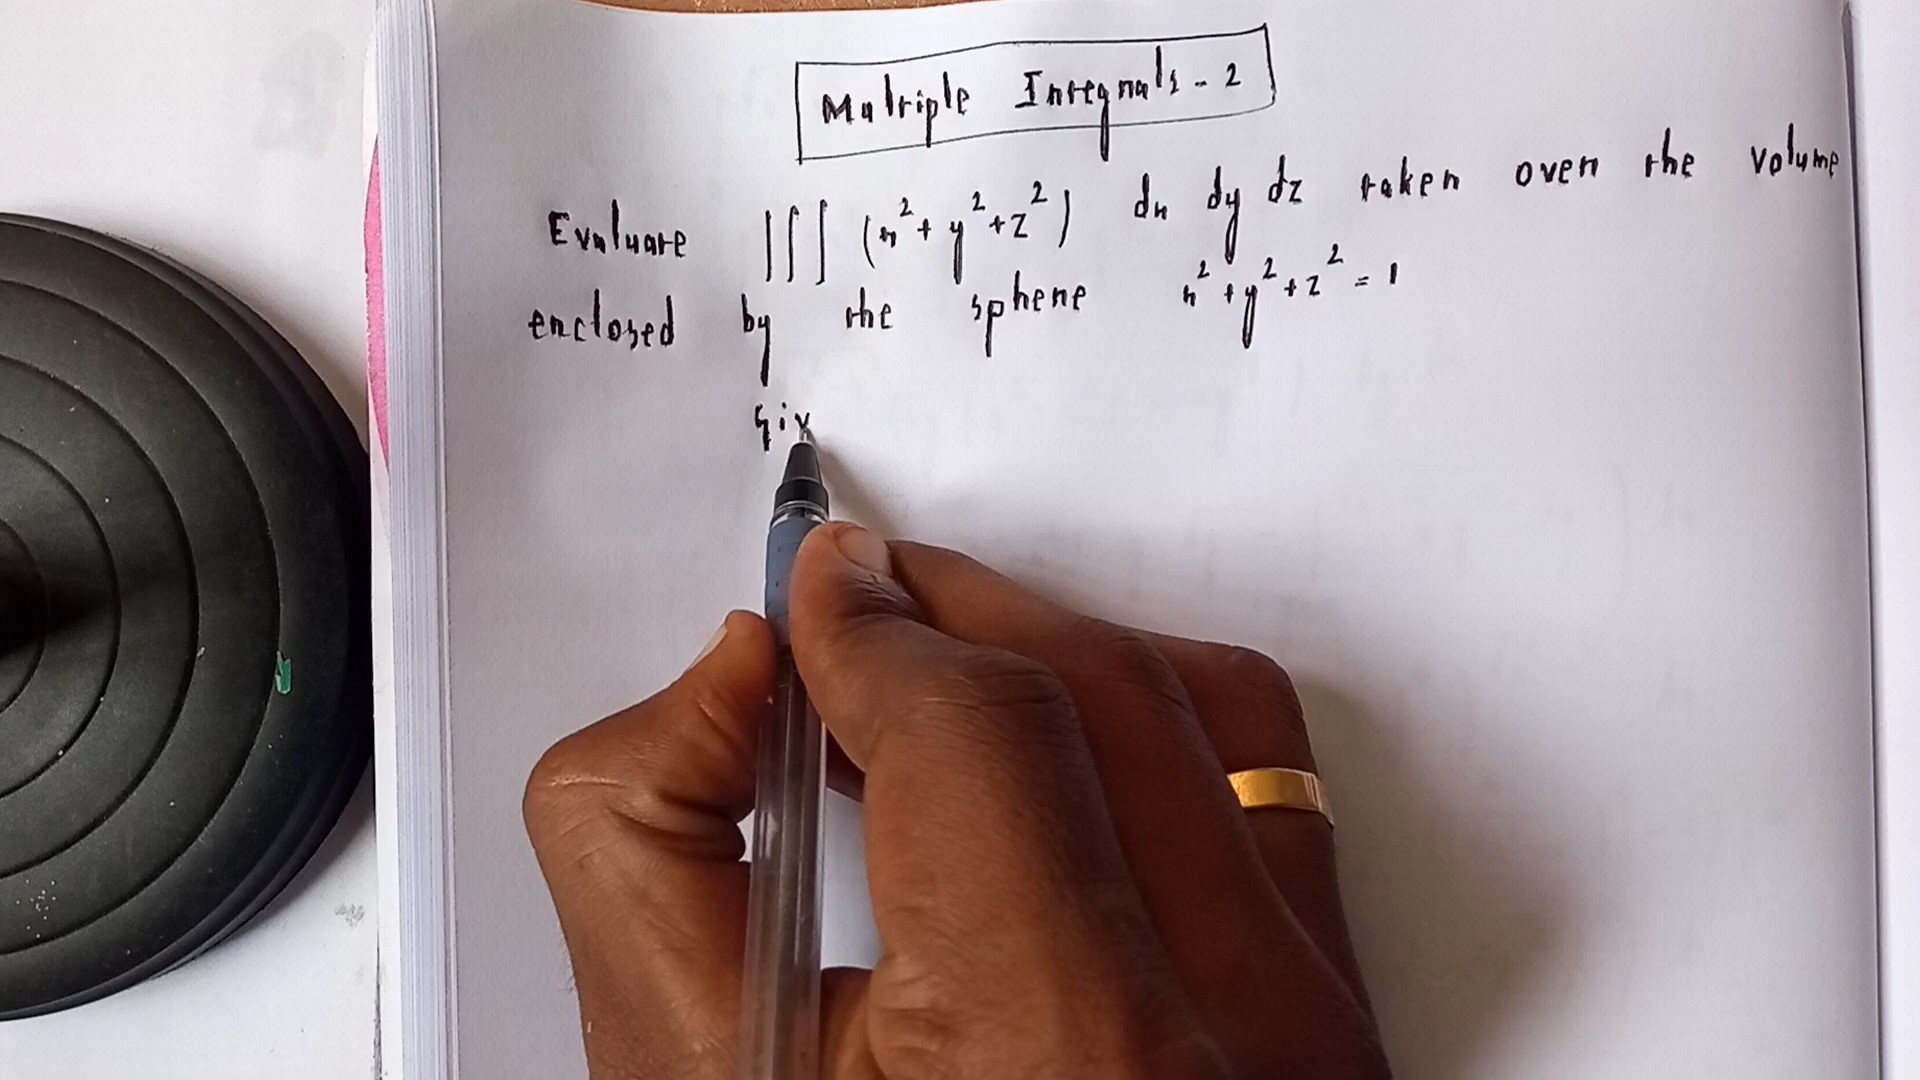 Multiple Integrals - 2
Evaluate ∫∫∫ (x²+y²+z²) dx dy dz taken over the volume
enclosed by the sphere x²+y²+z² = 1
Giv